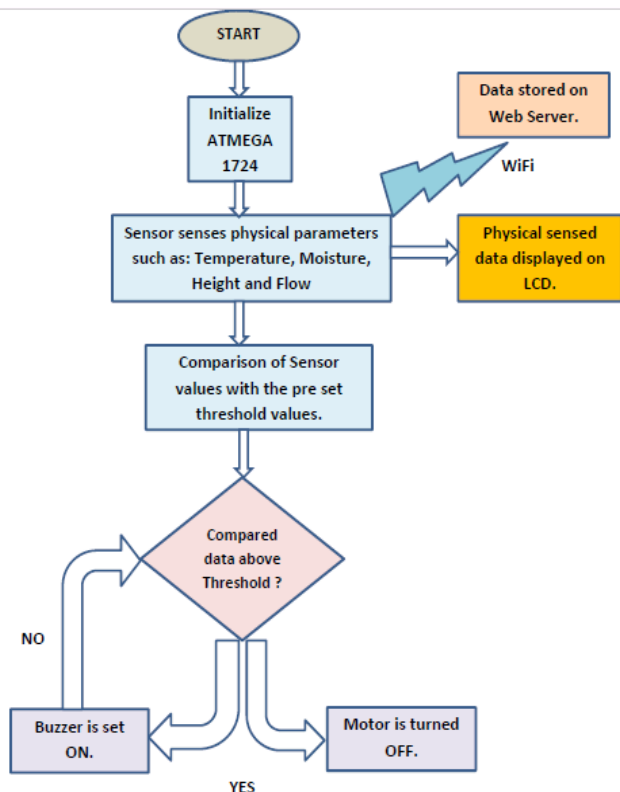 START
Initialize
ATMEGA
1724
Data stored on
Web Server.
WiFi
Sensor senses physical parameters
such as: Temperature, Moisture,
Height and Flow
Physical sensed
data displayed on
LCD.
Comparison of Sensor
values with the pre set
threshold values.
Compared
data above
Threshold ?
NO
Buzzer is set
ON.
Motor is turned
OFF.
YES